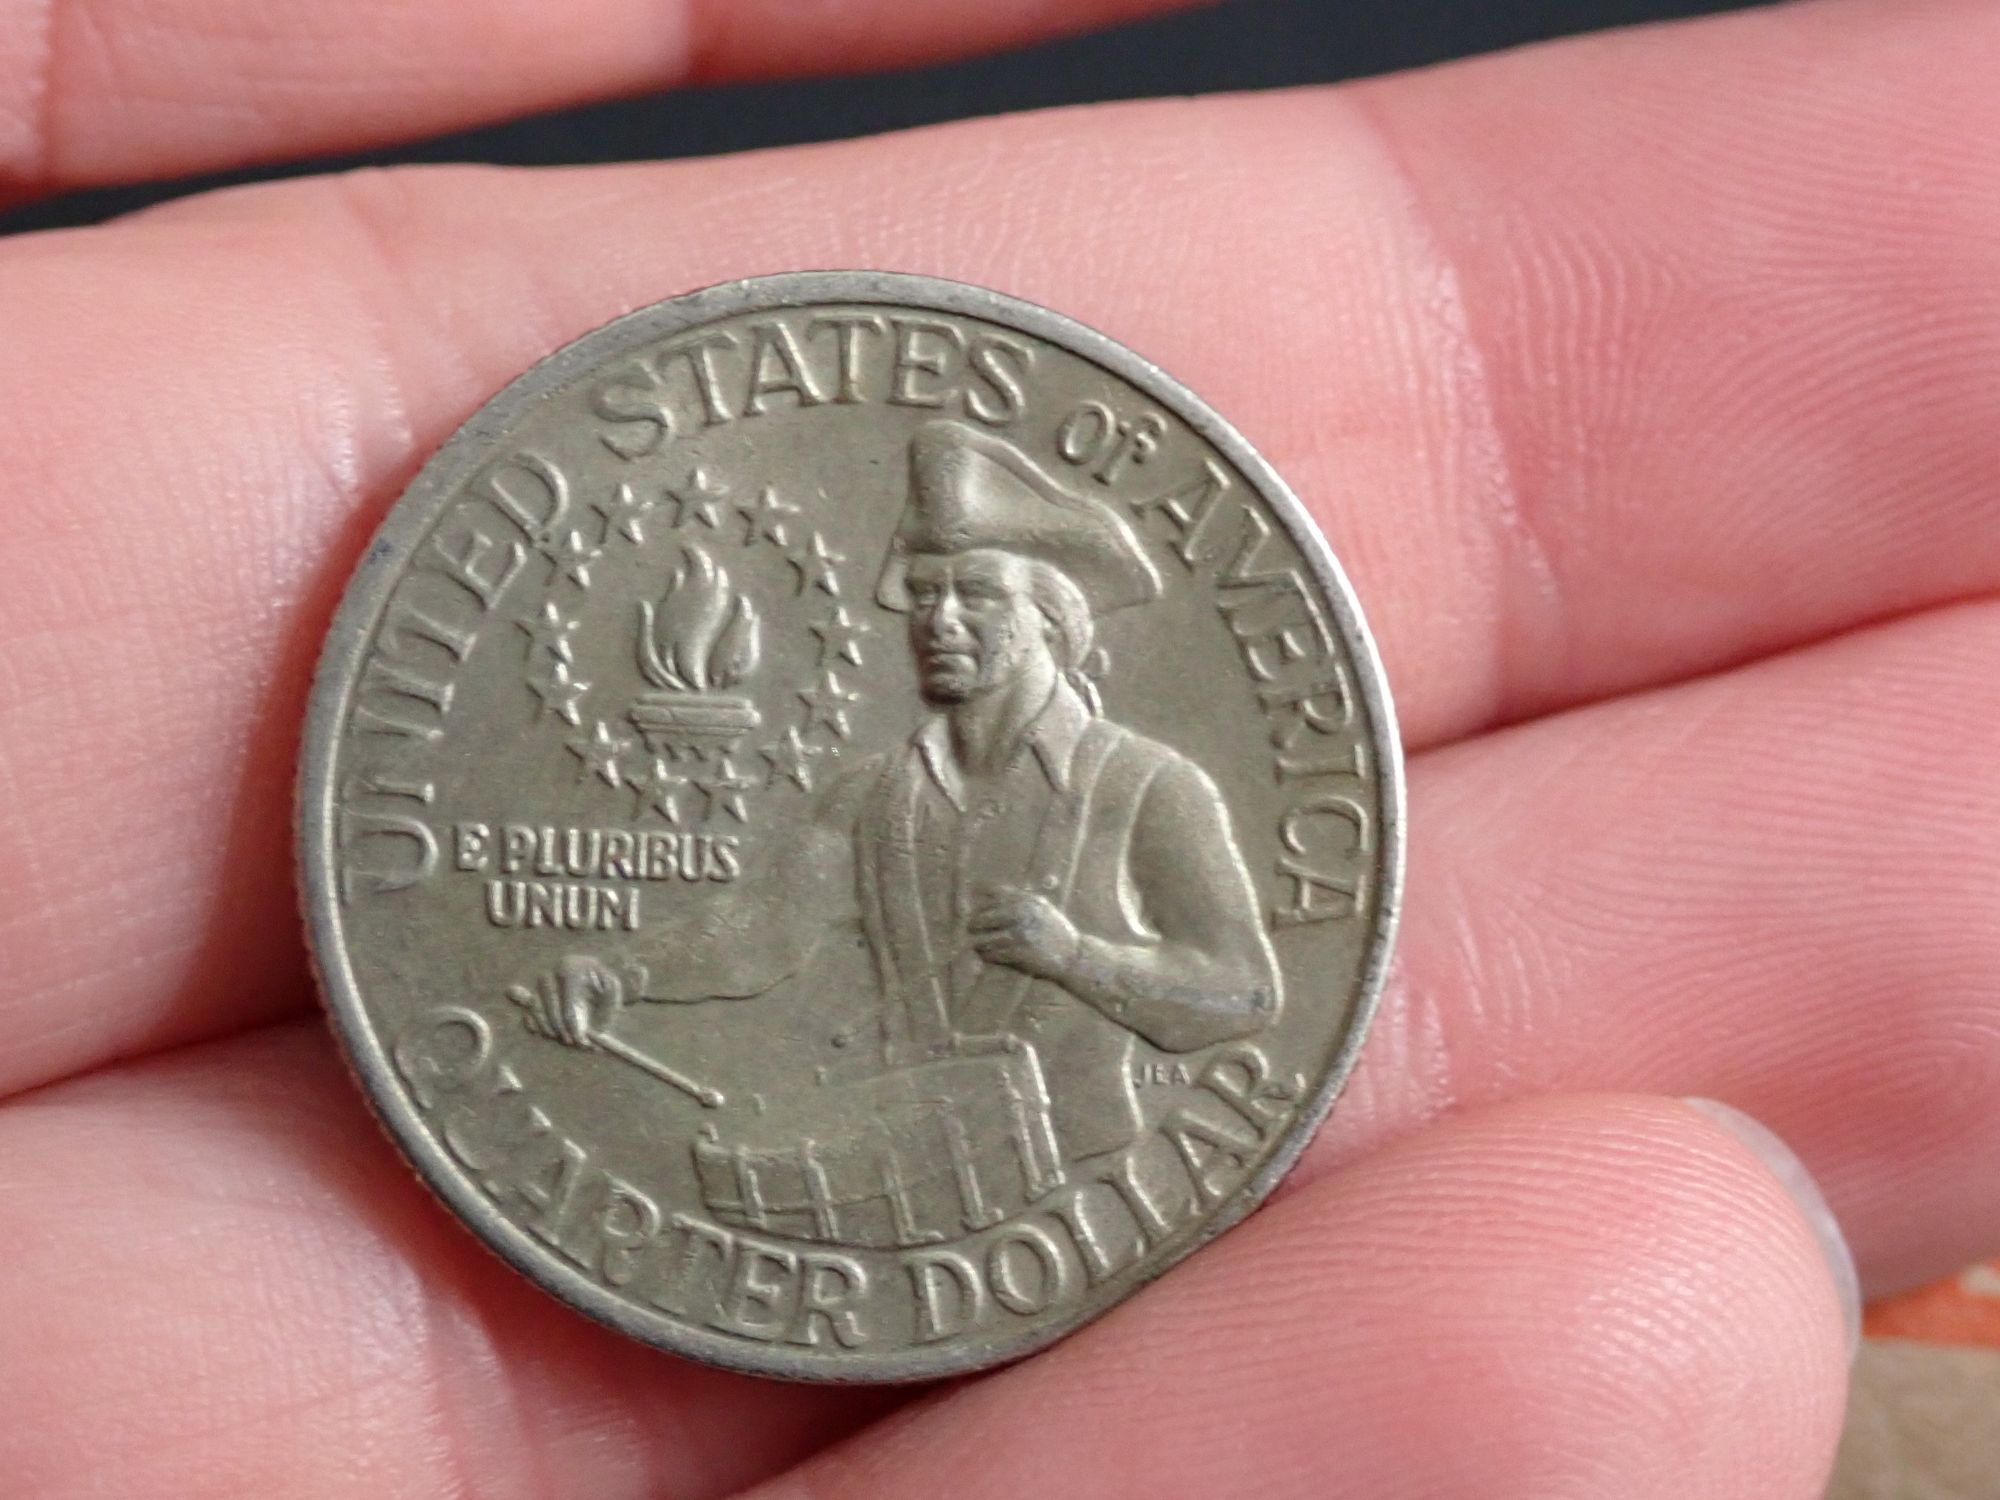 UNITED STATES of AMERICA
E PLURIBUS
UNUM
JEA
QUARTER DOLLAR